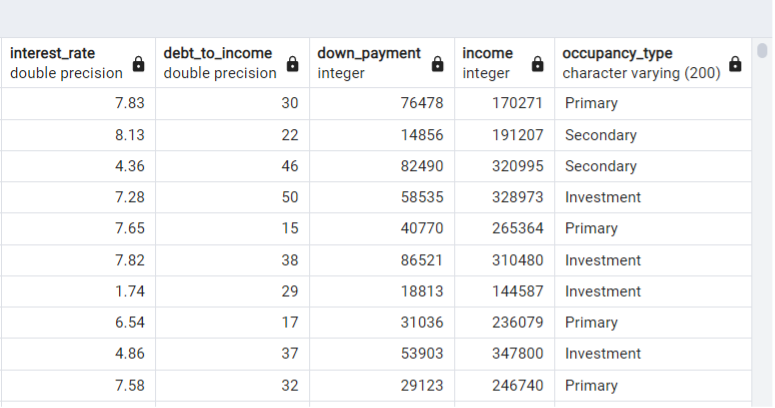 interest_rate debt_to_income down_payment income occupancy_type
double precision double precision integer integer character varying (200)
7.83 30 76478 170271 Primary
8.13 22 14856 191207 Secondary
4.36 46 82490 320995 Secondary
7.28 50 58535 328973 Investment
7.65 15 40770 265364 Primary
7.82 38 86521 310480 Investment
1.74 29 18813 144587 Investment
6.54 17 31036 236079 Primary
4.86 37 53903 347800 Investment
7.58 32 29123 246740 Primary